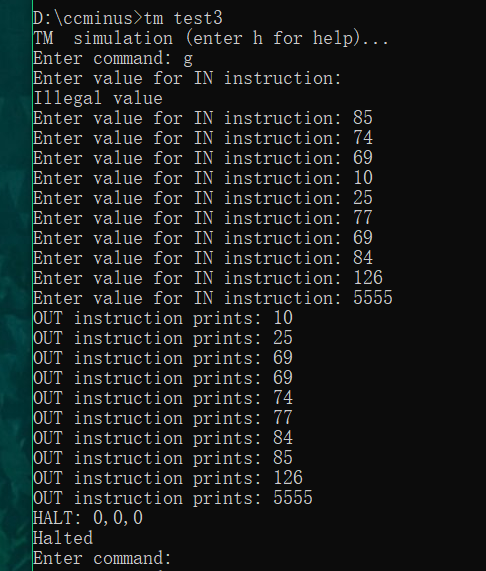 D:\ccminus>tm test3
TM  simulation (enter h for help)...
Enter command: g
Enter value for IN instruction:
Illegal value
Enter value for IN instruction: 85
Enter value for IN instruction: 74
Enter value for IN instruction: 69
Enter value for IN instruction: 10
Enter value for IN instruction: 25
Enter value for IN instruction: 77
Enter value for IN instruction: 69
Enter value for IN instruction: 84
Enter value for IN instruction: 126
Enter value for IN instruction: 5555
OUT instruction prints: 10
OUT instruction prints: 25
OUT instruction prints: 69
OUT instruction prints: 69
OUT instruction prints: 74
OUT instruction prints: 77
OUT instruction prints: 84
OUT instruction prints: 85
OUT instruction prints: 126
OUT instruction prints: 5555
HALT: 0,0,0
Halted
Enter command: